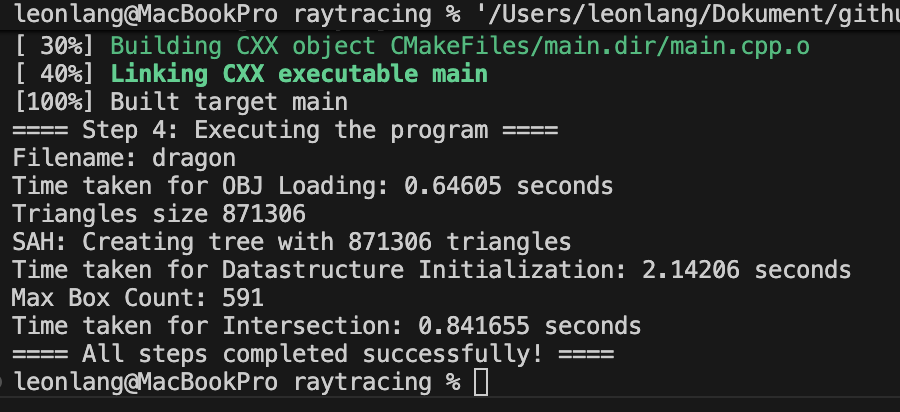 leonlang@MacBookPro raytracing % '/Users/leonlang/Dokument/githu
[ 30%] Building CXX object CMakeFiles/main.dir/main.cpp.o
[ 40%] Linking CXX executable main
[100%] Built target main
==== Step 4: Executing the program ====
Filename: dragon
Time taken for OBJ Loading: 0.64605 seconds
Triangles size 871306
SAH: Creating tree with 871306 triangles
Time taken for Datastructure Initialization: 2.14206 seconds
Max Box Count: 591
Time taken for Intersection: 0.841655 seconds
==== All steps completed successfully! ====
leonlang@MacBookPro raytracing %